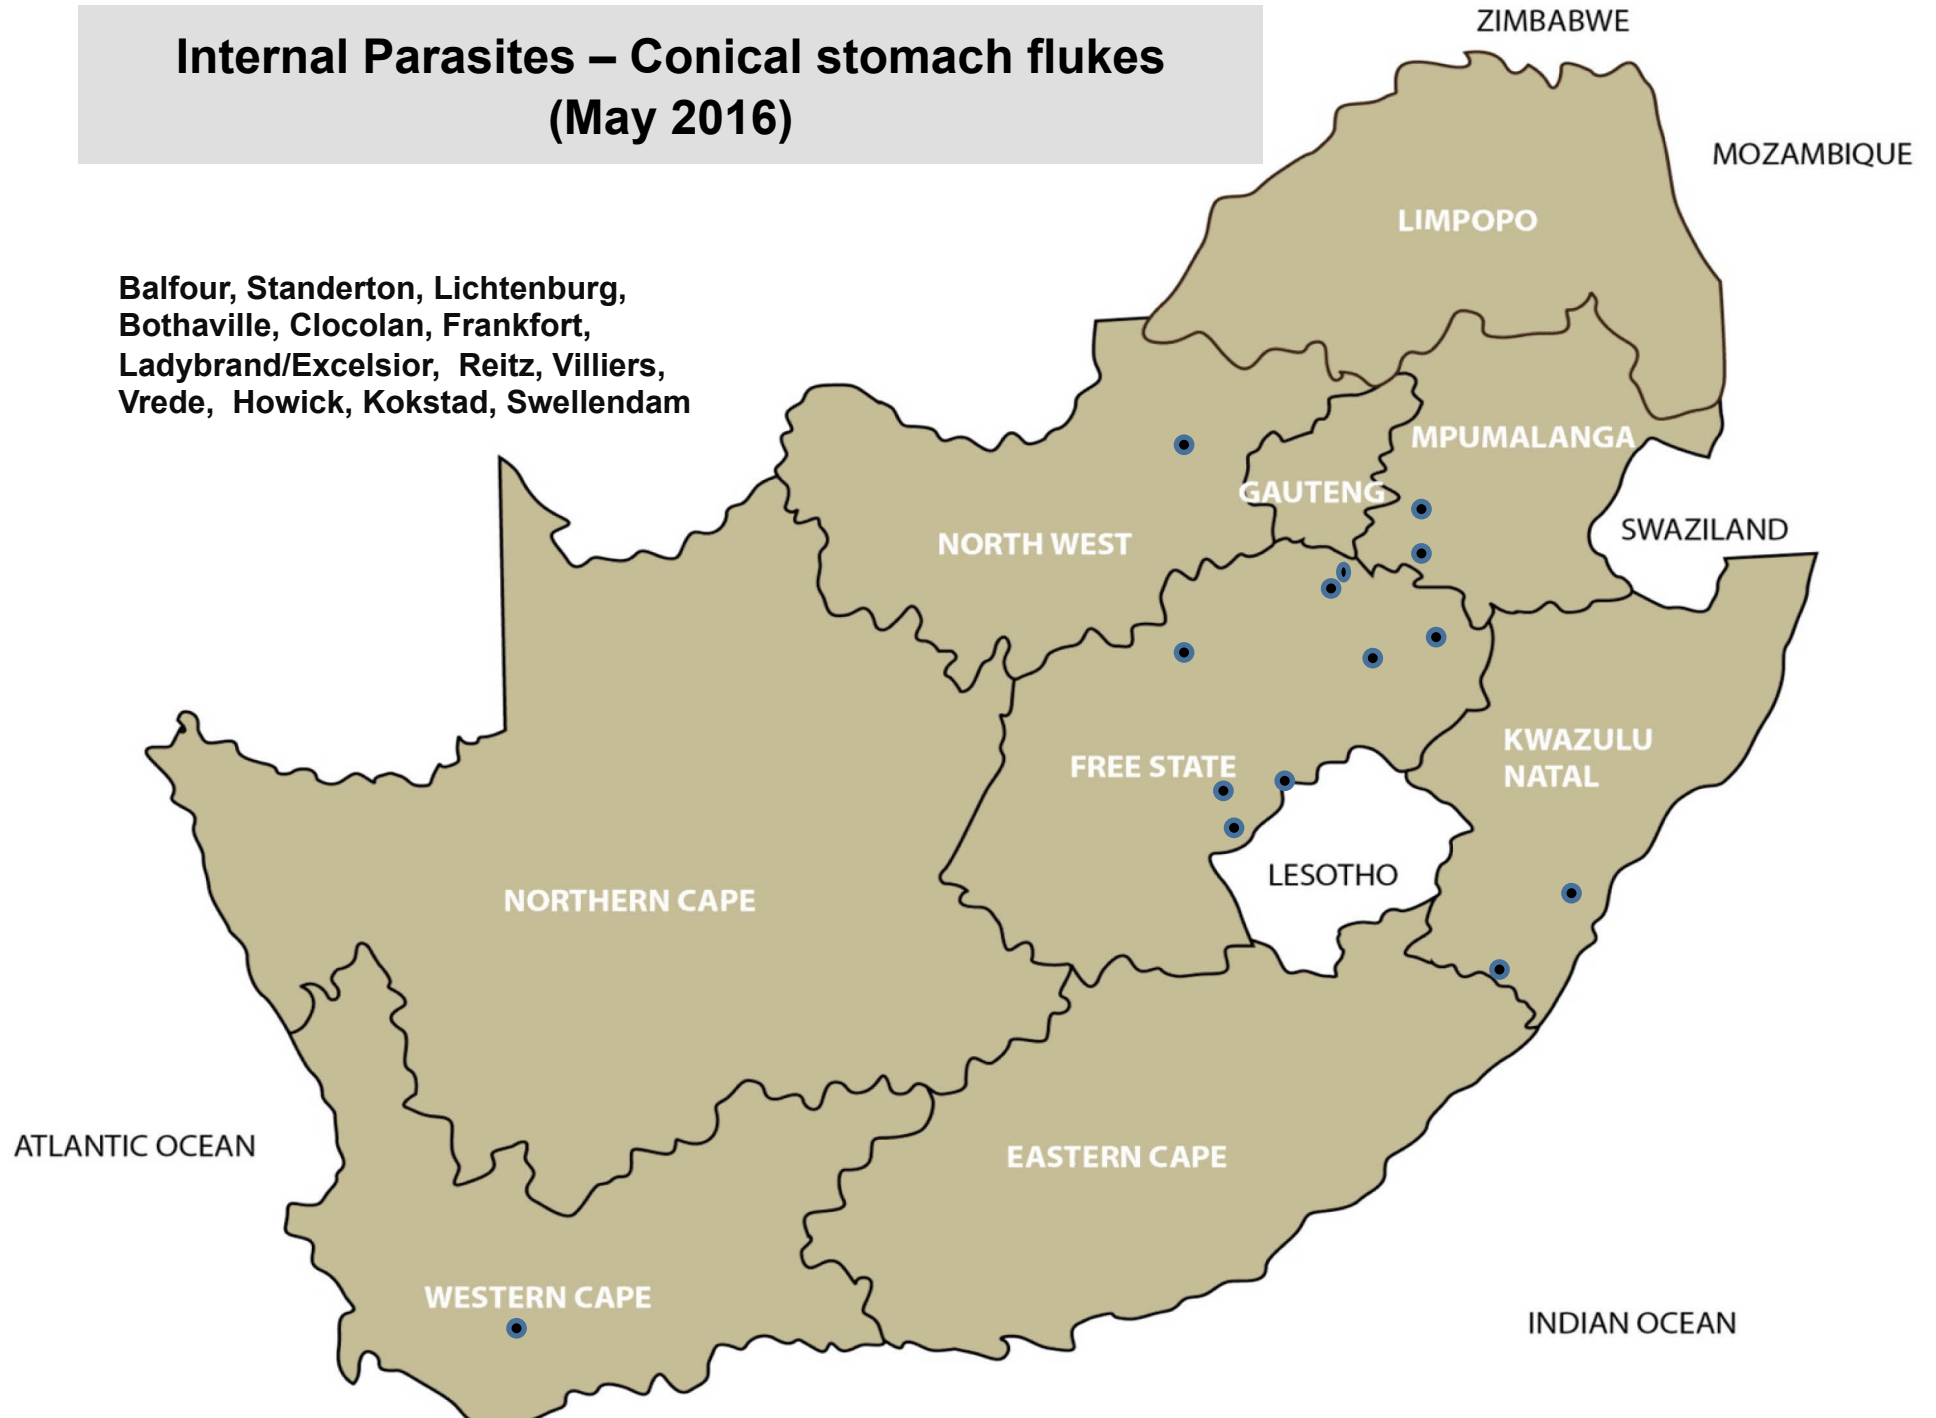 Internal Parasites – Conical stomach flukes
(May 2016)
ZIMBABWE
MOZAMBIQUE
LIMPOPO
Balfour, Standerton, Lichtenburg,
Bothaville, Clocolan, Frankfort,
Ladybrand/Excelsior, Reitz, Villiers,
Vrede, Howick, Kokstad, Swellendam
MPUMALANGA
GAUTENG
SWAZILAND
NORTH WEST
KWAZULU
NATAL
FREE STATE
LESOTHO
NORTHERN CAPE
ATLANTIC OCEAN
EASTERN CAPE
WESTERN CAPE
INDIAN OCEAN